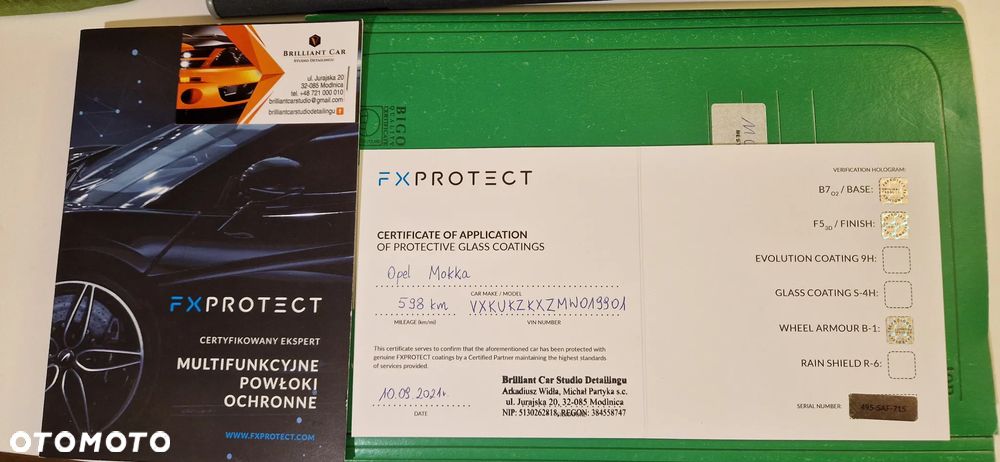 BRILLIANT CAR
STUDIO DETAILINGU
ul. Jurajska 20
32-085 Modlnica
tel. +48 721 000 010
brilliantcarstudio@gmail.com
brilliantcarstudiodetailingu f
FXPROTECT
CERTYFIKOWANY EKSPERT
MULTIFUNKCYJNE
POWŁOKI
OCHRONNE
WWW.FXPROTECT.COM
BIGO
QUALITY
CERTIFICATE
FXPROTECT
CERTIFICATE OF APPLICATION
OF PROTECTIVE GLASS COATINGS
Opel Mokka
CAR MAKE / MODEL
598 km VXKUKZKXZMW019901
MILEAGE (km/mi) VIN NUMBER
This certificate serves to confirm that the aforementioned car has been protected with
genuine FXPROTECT coatings by a Certified Partner maintaining the highest standards
of services provided.
10.09.2021r.
DATE
Brilliant Car Studio Detailingu
Arkadiusz Widła, Michał Partyka s.c.
ul. Jurajska 20, 32-085 Modlnica
NIP: 5130262818, REGON: 384558747
VERIFICATION HOLOGRAM:
B7O2 / BASE:
F53D / FINISH:
EVOLUTION COATING 9H:
GLASS COATING S-4H:
WHEEL ARMOUR B-1:
RAIN SHIELD R-6:
SERIAL NUMBER: 495-SAF-715
OTOMOTO